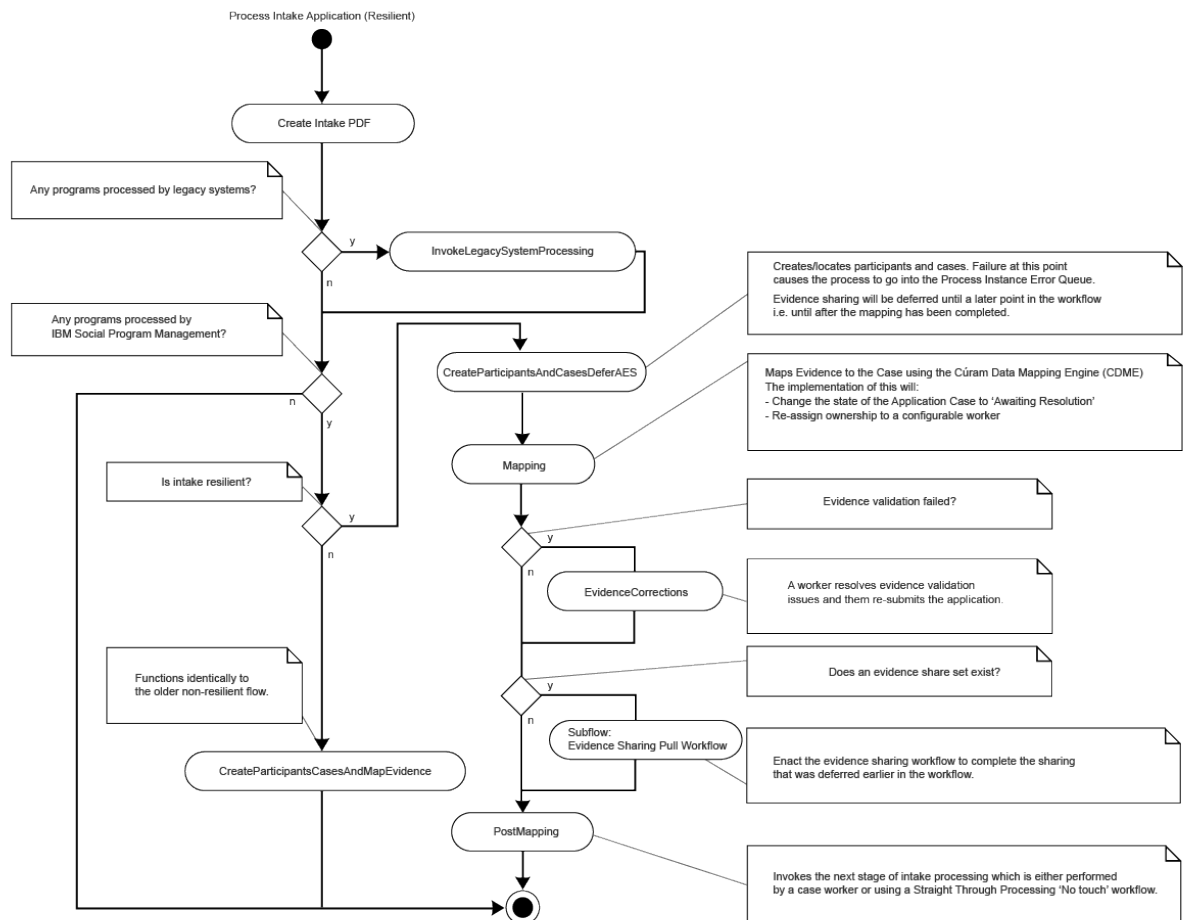 Process Intake Application (Resilient)
Create Intake PDF
Any programs processed by legacy systems?
y
InvokeLegacySystemProcessing
n
Creates/locates participants and cases. Failure at this point
causes the process to go into the Process Instance Error Queue.
Evidence sharing will be deferred until a later point in the workflow
i.e. until after the mapping has been completed.
Any programs processed by
IBM Social Program Management?
CreateParticipantsAndCasesDeferAES
n
y
Maps Evidence to the Case using the Cúram Data Mapping Engine (CDME)
The implementation of this will:
- Change the state of the Application Case to ‘Awaiting Resolution’
- Re-assign ownership to a configurable worker
Mapping
Is intake resilient?
y
n
Evidence validation failed?
y
n
EvidenceCorrections
A worker resolves evidence validation
issues and them re-submits the application.
Functions identically to
the older non-resilient flow.
Does an evidence share set exist?
y
n
Subflow:
Evidence Sharing Pull Workflow
CreateParticipantsCasesAndMapEvidence
Enact the evidence sharing workflow to complete the sharing
that was deferred earlier in the workflow.
PostMapping
Invokes the next stage of intake processing which is either performed
by a case worker or using a Straight Through Processing ‘No touch’ workflow.